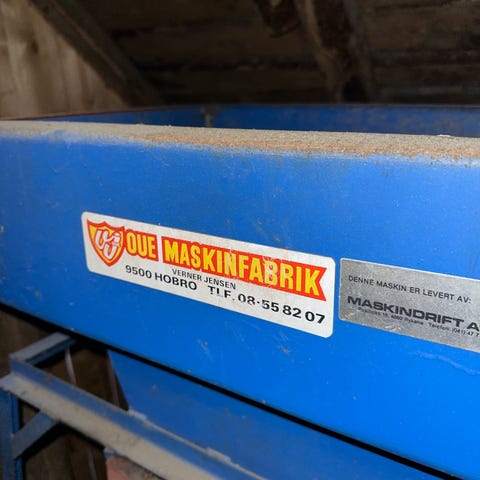 OUE MASKINFABRIK
VERNER JENSEN
9500 HOBRO TLF. 08-55 82 07
DENNE MASKIN ER LEVERT AV:
MASKINDRIFT A